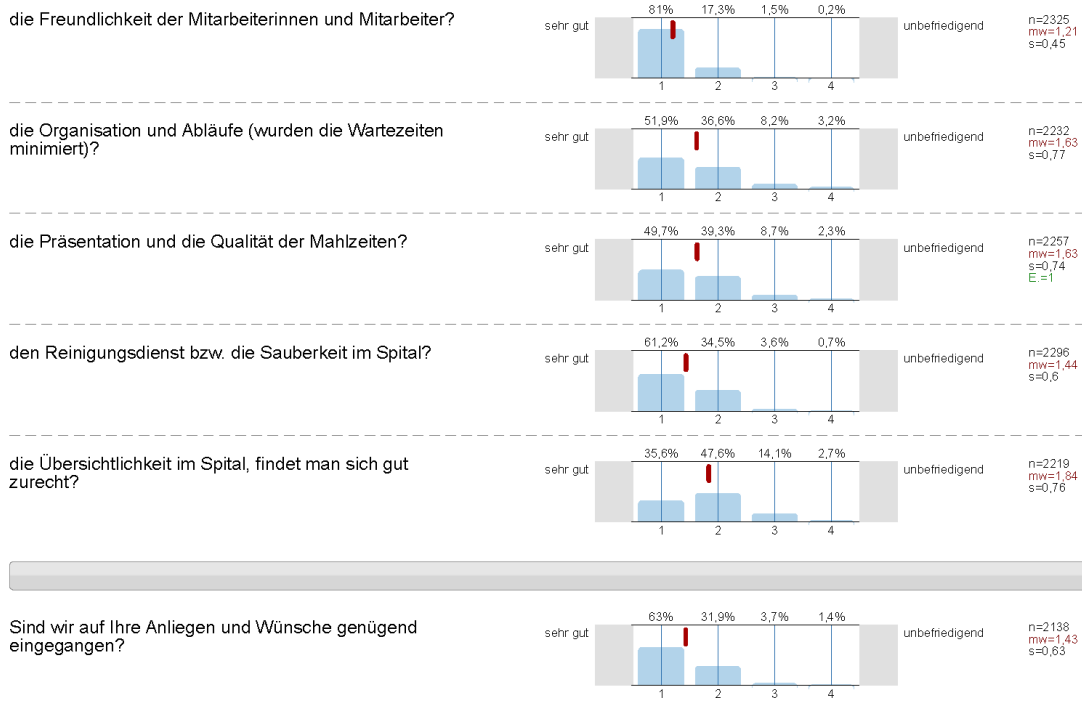 die Freundlichkeit der Mitarbeiterinnen und Mitarbeiter?
81% 17,3% 1,5% 0,2%
sehr gut
unbefriedigend
n=2325
mw=1,21
s=0,45
1 2 3 4
die Organisation und Abläufe (wurden die Wartezeiten
minimiert)?
51,9% 36,6% 8,2% 3,2%
sehr gut
unbefriedigend
n=2232
mw=1,63
s=0,77
1 2 3 4
die Präsentation und die Qualität der Mahlzeiten?
49,7% 39,3% 8,7% 2,3%
sehr gut
unbefriedigend
n=2257
mw=1,63
s=0,74
E.=1
1 2 3 4
den Reinigungsdienst bzw. die Sauberkeit im Spital?
61,2% 34,5% 3,6% 0,7%
sehr gut
unbefriedigend
n=2296
mw=1,44
s=0,6
1 2 3 4
die Übersichtlichkeit im Spital, findet man sich gut
zurecht?
35,6% 47,6% 14,1% 2,7%
sehr gut
unbefriedigend
n=2219
mw=1,84
s=0,76
1 2 3 4
Sind wir auf Ihre Anliegen und Wünsche genügend
eingegangen?
63% 31,9% 3,7% 1,4%
sehr gut
unbefriedigend
n=2138
mw=1,43
s=0,63
1 2 3 4